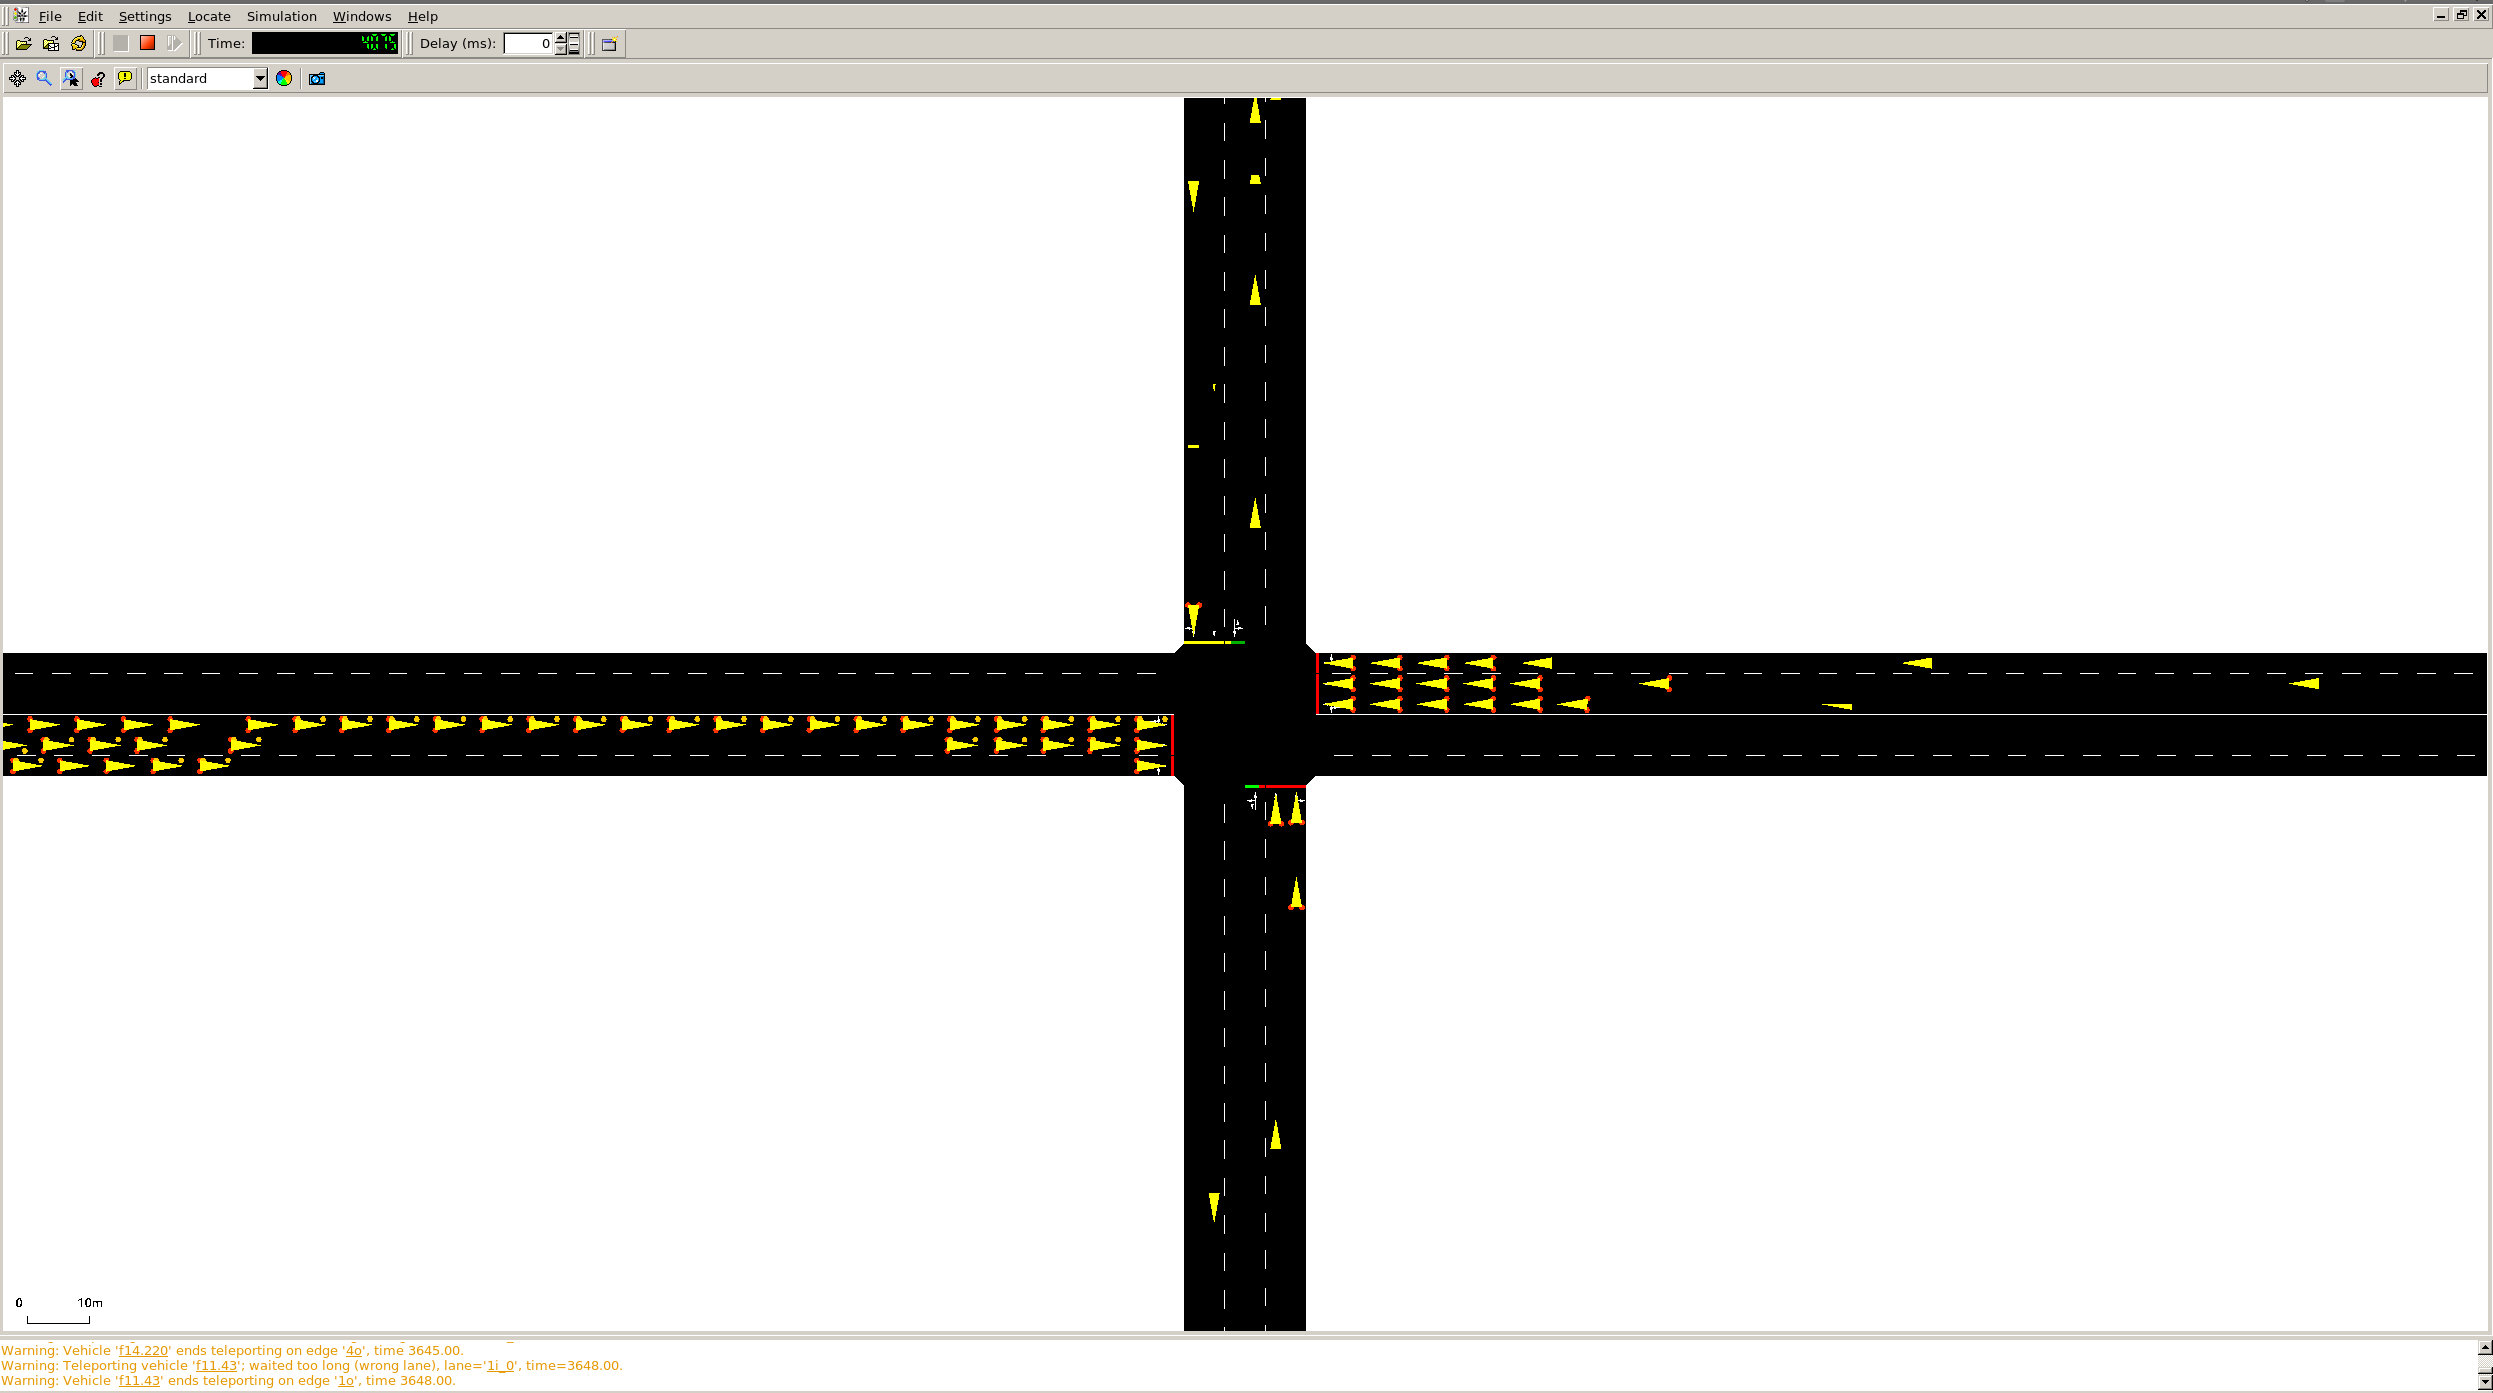 File Edit Settings Locate Simulation Windows Help
Time: 4075 Delay (ms): 0
standard
0 10m
Warning: Vehicle 'f14.220' ends teleporting on edge '4o', time 3645.00.
Warning: Teleporting vehicle 'f11.43'; waited too long (wrong lane), lane='1i_0', time=3648.00.
Warning: Vehicle 'f11.43' ends teleporting on edge '1o', time 3648.00.